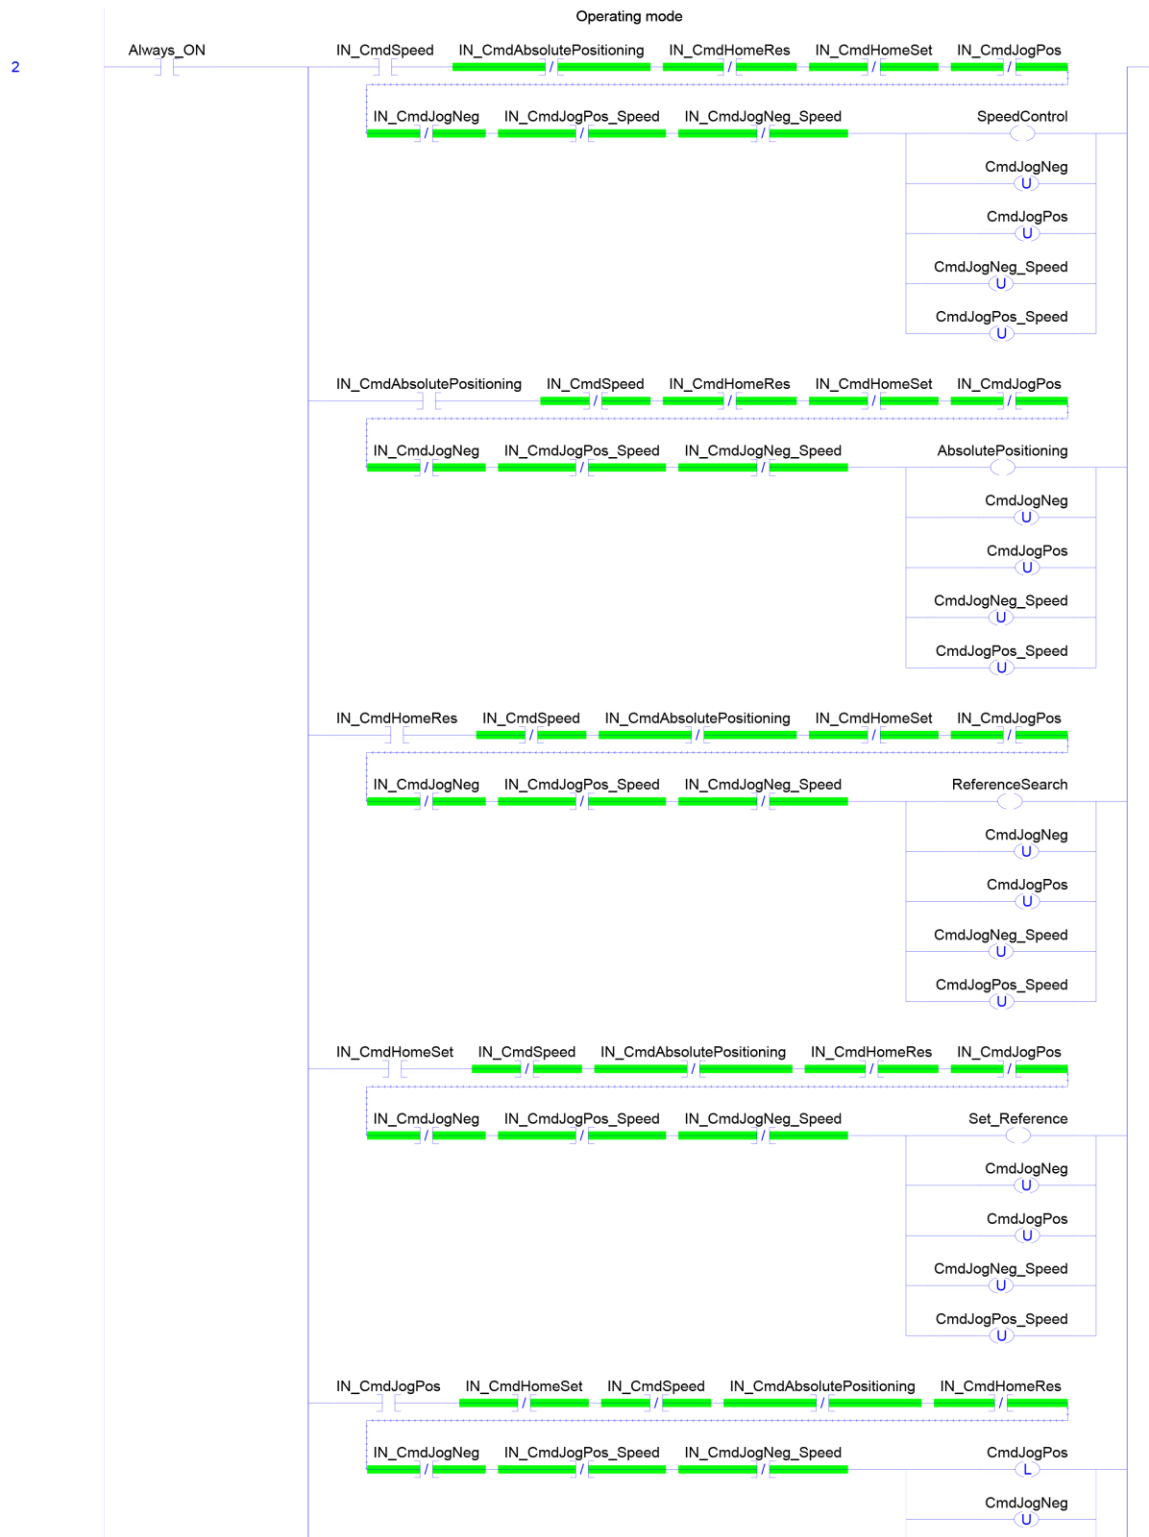 Operating mode
2
Always_ON IN_CmdSpeed IN_CmdAbsolutePositioning IN_CmdHomeRes IN_CmdHomeSet IN_CmdJogPos
/ / / /
IN_CmdJogNeg IN_CmdJogPos_Speed IN_CmdJogNeg_Speed SpeedControl
/ / /
CmdJogNeg
U
CmdJogPos
U
CmdJogNeg_Speed
U
CmdJogPos_Speed
U
IN_CmdAbsolutePositioning IN_CmdSpeed IN_CmdHomeRes IN_CmdHomeSet IN_CmdJogPos
/ / / /
IN_CmdJogNeg IN_CmdJogPos_Speed IN_CmdJogNeg_Speed AbsolutePositioning
/ / /
CmdJogNeg
U
CmdJogPos
U
CmdJogNeg_Speed
U
CmdJogPos_Speed
U
IN_CmdHomeRes IN_CmdSpeed IN_CmdAbsolutePositioning IN_CmdHomeSet IN_CmdJogPos
/ / / /
IN_CmdJogNeg IN_CmdJogPos_Speed IN_CmdJogNeg_Speed ReferenceSearch
/ / /
CmdJogNeg
U
CmdJogPos
U
CmdJogNeg_Speed
U
CmdJogPos_Speed
U
IN_CmdHomeSet IN_CmdSpeed IN_CmdAbsolutePositioning IN_CmdHomeRes IN_CmdJogPos
/ / / /
IN_CmdJogNeg IN_CmdJogPos_Speed IN_CmdJogNeg_Speed Set_Reference
/ / /
CmdJogNeg
U
CmdJogPos
U
CmdJogNeg_Speed
U
CmdJogPos_Speed
U
IN_CmdJogPos IN_CmdHomeSet IN_CmdSpeed IN_CmdAbsolutePositioning IN_CmdHomeRes
/ / / /
IN_CmdJogNeg IN_CmdJogPos_Speed IN_CmdJogNeg_Speed CmdJogPos
/ / / L
CmdJogNeg
U